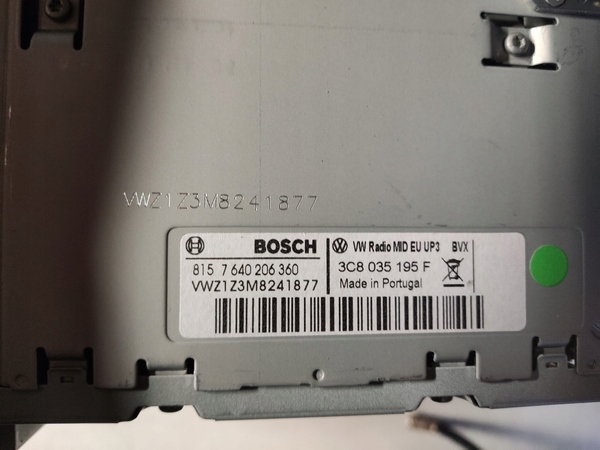 VWZ1Z3M8241877
BOSCH
VW Radio MID EU UP3 BVX
815 7 640 206 360
3C8 035 195 F
VWZ1Z3M8241877
Made in Portugal